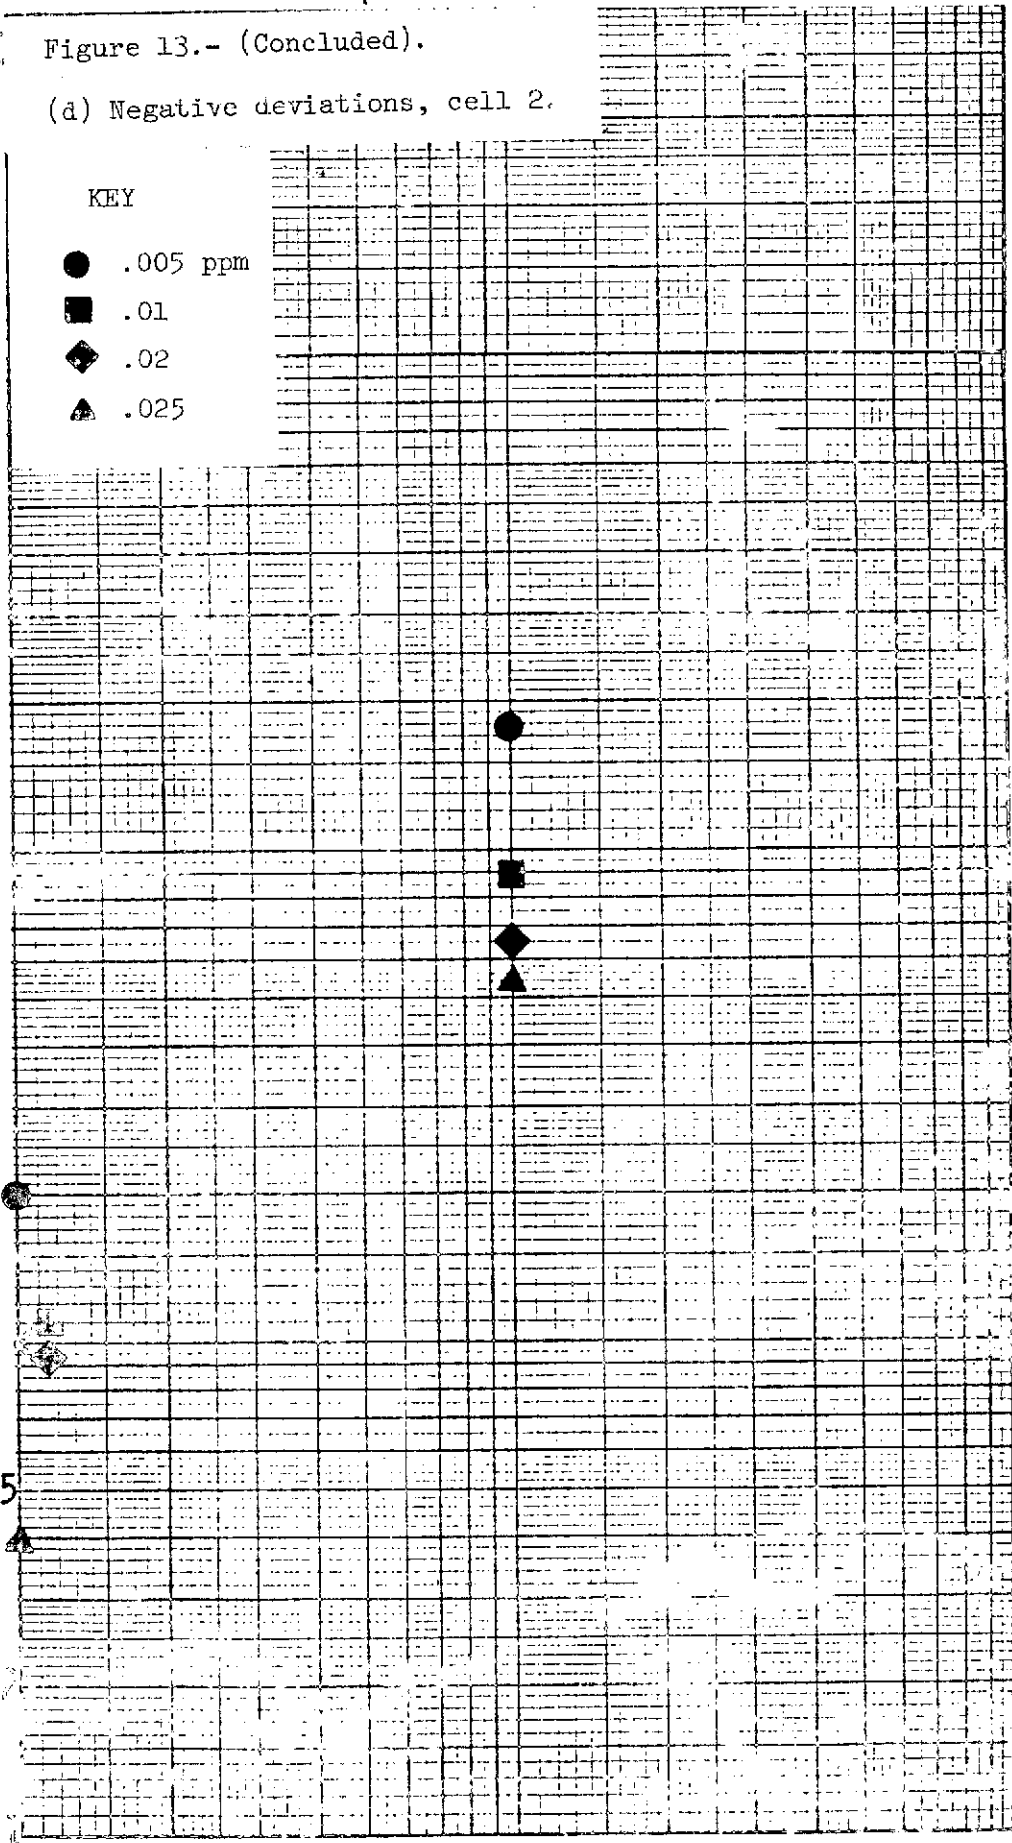 Figure 13.- (Concluded).
(d) Negative deviations, cell 2.
KEY
.005 ppm
.01
.02
.025
5